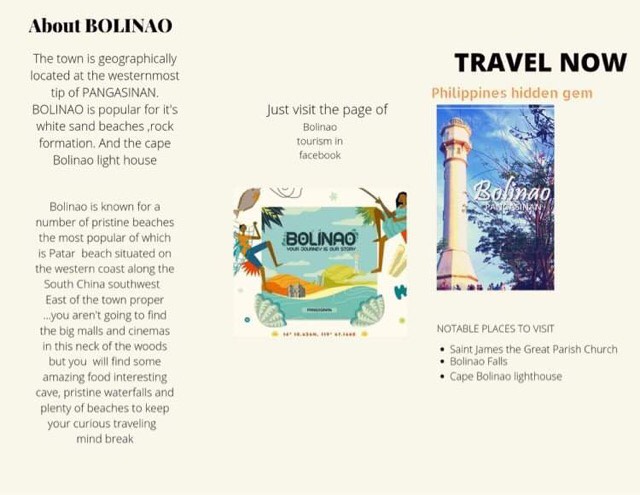 About BOLINAO
The town is geographically
located at the westernmost
tip of PANGASINAN.
BOLINAO is popular for it's
white sand beaches ,rock
formation. And the cape
Bolinao light house
Bolinao is known for a
number of pristine beaches
the most popular of which
is Patar beach situated on
the western coast along the
South China southwest
East of the town proper
...you aren't going to find
the big malls and cinemas
in this neck of the woods
but you will find some
amazing food interesting
cave, pristine waterfalls and
plenty of beaches to keep
your curious traveling
mind break
Just visit the page of
Bolinao
tourism in
facebook
BOLINAO
YOUR JOURNEY IS OUR STORY
PANGASINAN
TRAVEL NOW
Philippines hidden gem
Bolinao
PANGASINAN
NOTABLE PLACES TO VISIT
• Saint James the Great Parish Church
• Bolinao Falls
• Cape Bolinao lighthouse